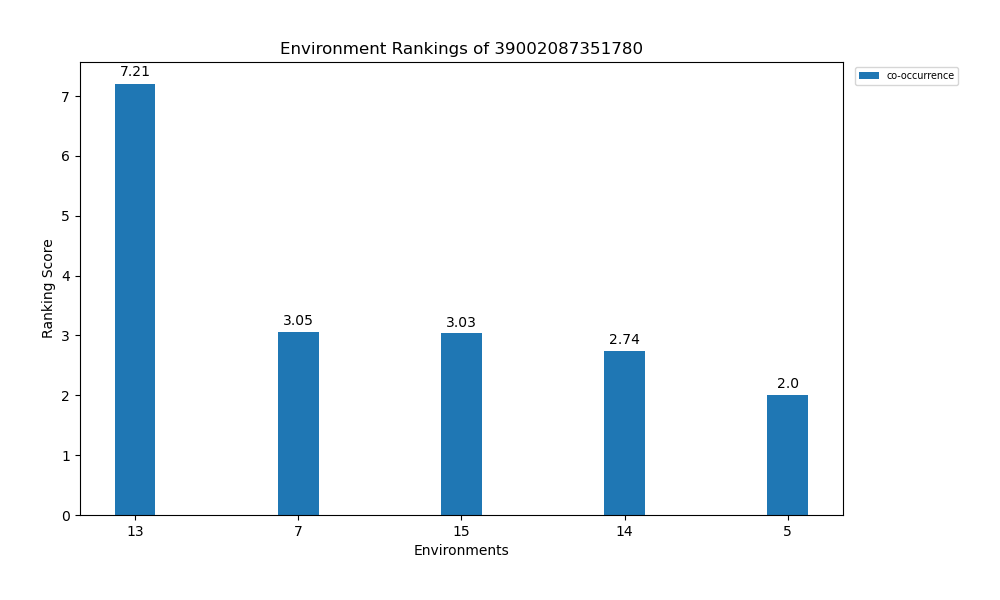 Environment Rankings of 39002087351780
co-occurrence
Ranking Score
7
6
5
4
3
2
1
0
7.21
3.05
3.03
2.74
2.0
13 7 15 14 5
Environments